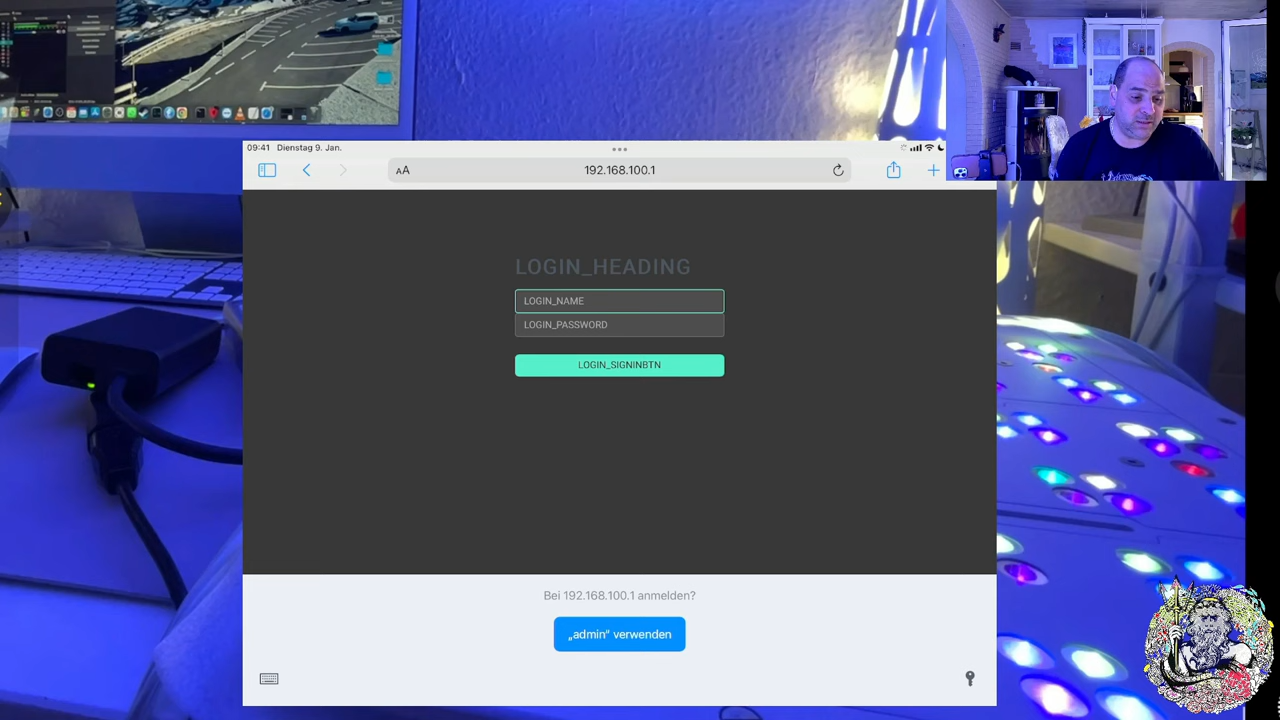 09:41 Dienstag 9. Jan.
AA
192.168.100.1
LOGIN_HEADING
LOGIN_NAME
LOGIN_PASSWORD
LOGIN_SIGNINBTN
Bei 192.168.100.1 anmelden?
„admin“ verwenden